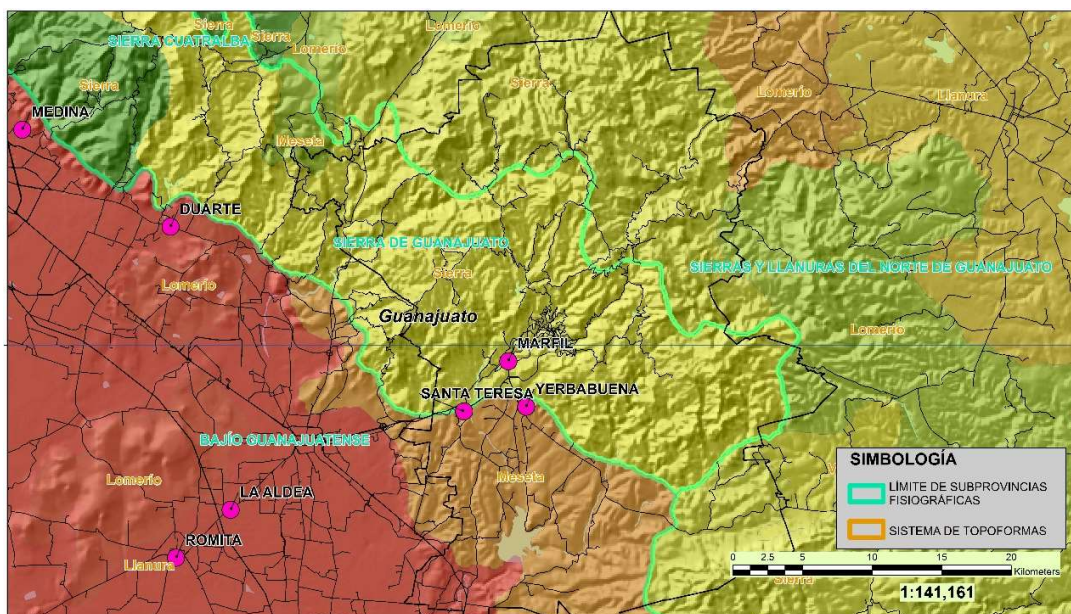 Sierra
Sierra
Lomerío
SIERRA CUATRALBA
Lomerío
Sierra
Sierra
Lomerío
Llanura
MEDINA
Meseta
DUARTE
SIERRA DE GUANAJUATO
Sierra
SIERRAS Y LLANURAS DEL NORTE DE GUANAJUATO
Lomerío
Guanajuato
Lomerío
MARFIL
SANTA TERESA
YERBABUENA
BAJÍO GUANAJUATENSE
Lomerío
Meseta
LA ALDEA
ROMITA
Llanura
SIMBOLOGÍA
LÍMITE DE SUBPROVINCIAS
FISIOGRÁFICAS
SISTEMA DE TOPOFORMAS
0 2.5 5 10 15 20
Kilometers
1:141,161
Sierra